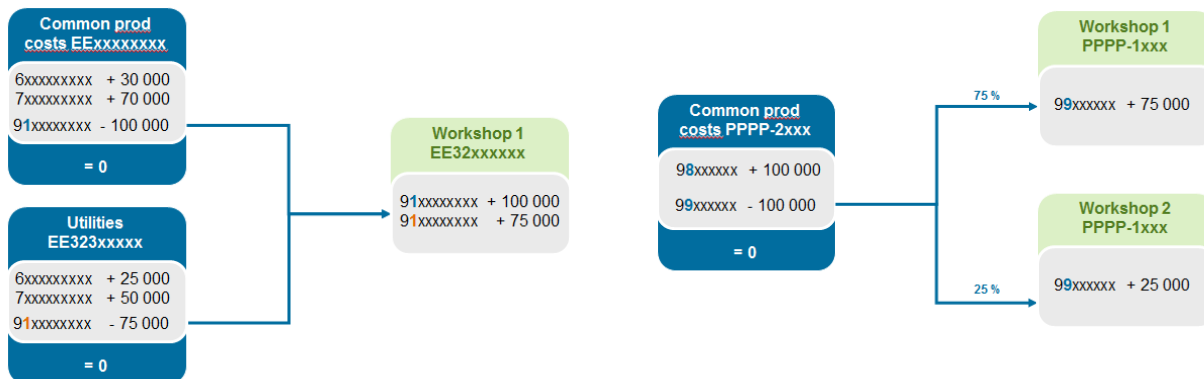 Common prod
costs EExxxxxxxx
6xxxxxxxxx + 30 000
7xxxxxxxxx + 70 000
91xxxxxxxx - 100 000
= 0
Utilities
EE323xxxxx
6xxxxxxxxx + 25 000
7xxxxxxxxx + 50 000
91xxxxxxxx - 75 000
= 0
Workshop 1
EE32xxxxxx
91xxxxxxxx + 100 000
91xxxxxxxx + 75 000
Common prod
costs PPPP-2xxx
98xxxxxx + 100 000
99xxxxxx - 100 000
= 0
75 %
25 %
Workshop 1
PPPP-1xxx
99xxxxxx + 75 000
Workshop 2
PPPP-1xxx
99xxxxxx + 25 000